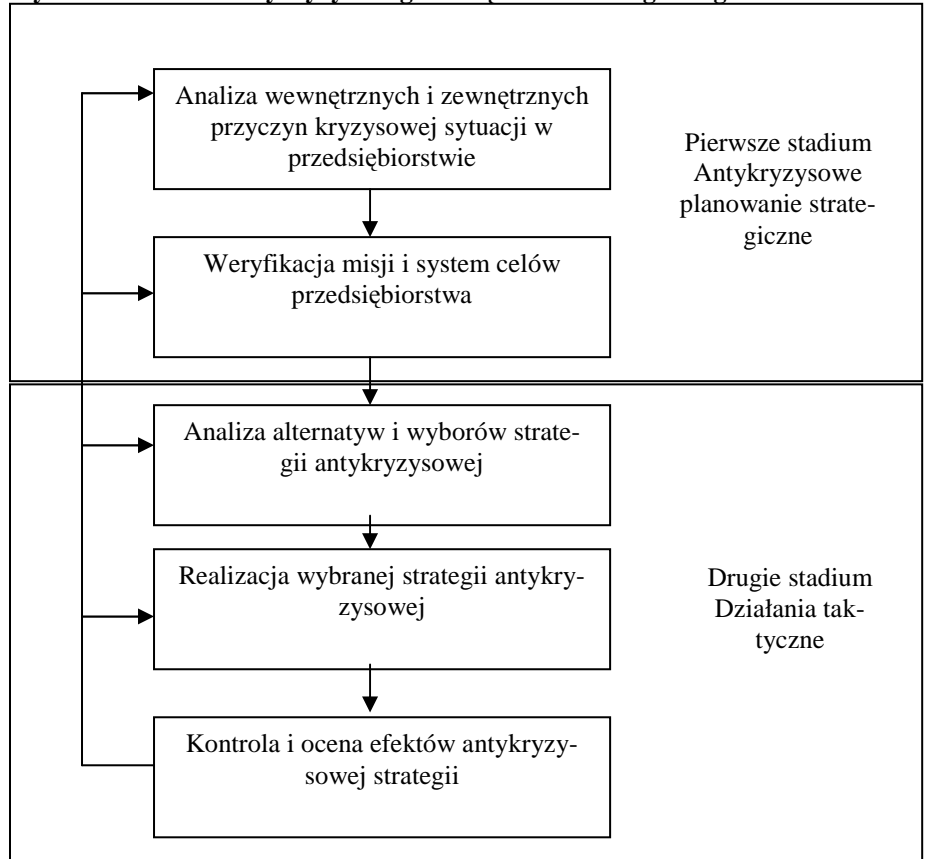 Analiza wewnętrznych i zewnętrznych
przyczyn kryzysowej sytuacji w
przedsiębiorstwie
Pierwsze stadium
Antykryzysowe
planowanie strate-
giczne
Weryfikacja misji i system celów
przedsiębiorstwa
Analiza alternatyw i wyborów strate-
gii antykryzysowej
Realizacja wybranej strategii antykry-
zysowej
Drugie stadium
Działania tak-
tyczne
Kontrola i ocena efektów antykryzy-
sowej strategii